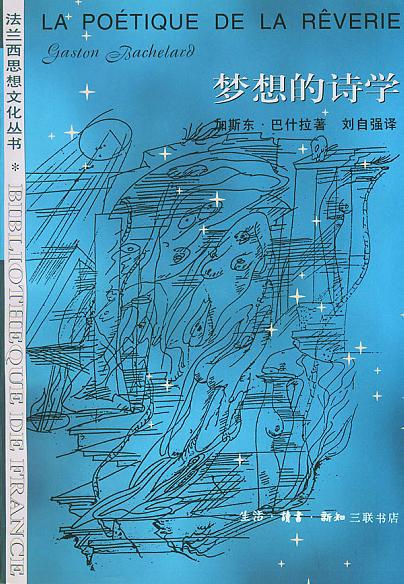 LA POÉTIQUE DE LA RÊVERIE
Gaston Bachelard
梦想的诗学
加斯东·巴什拉著 刘自强译
法兰西思想文化丛书 * BIBLIOTHEQUE DE FRANCE
生活·讀書·新知三联书店